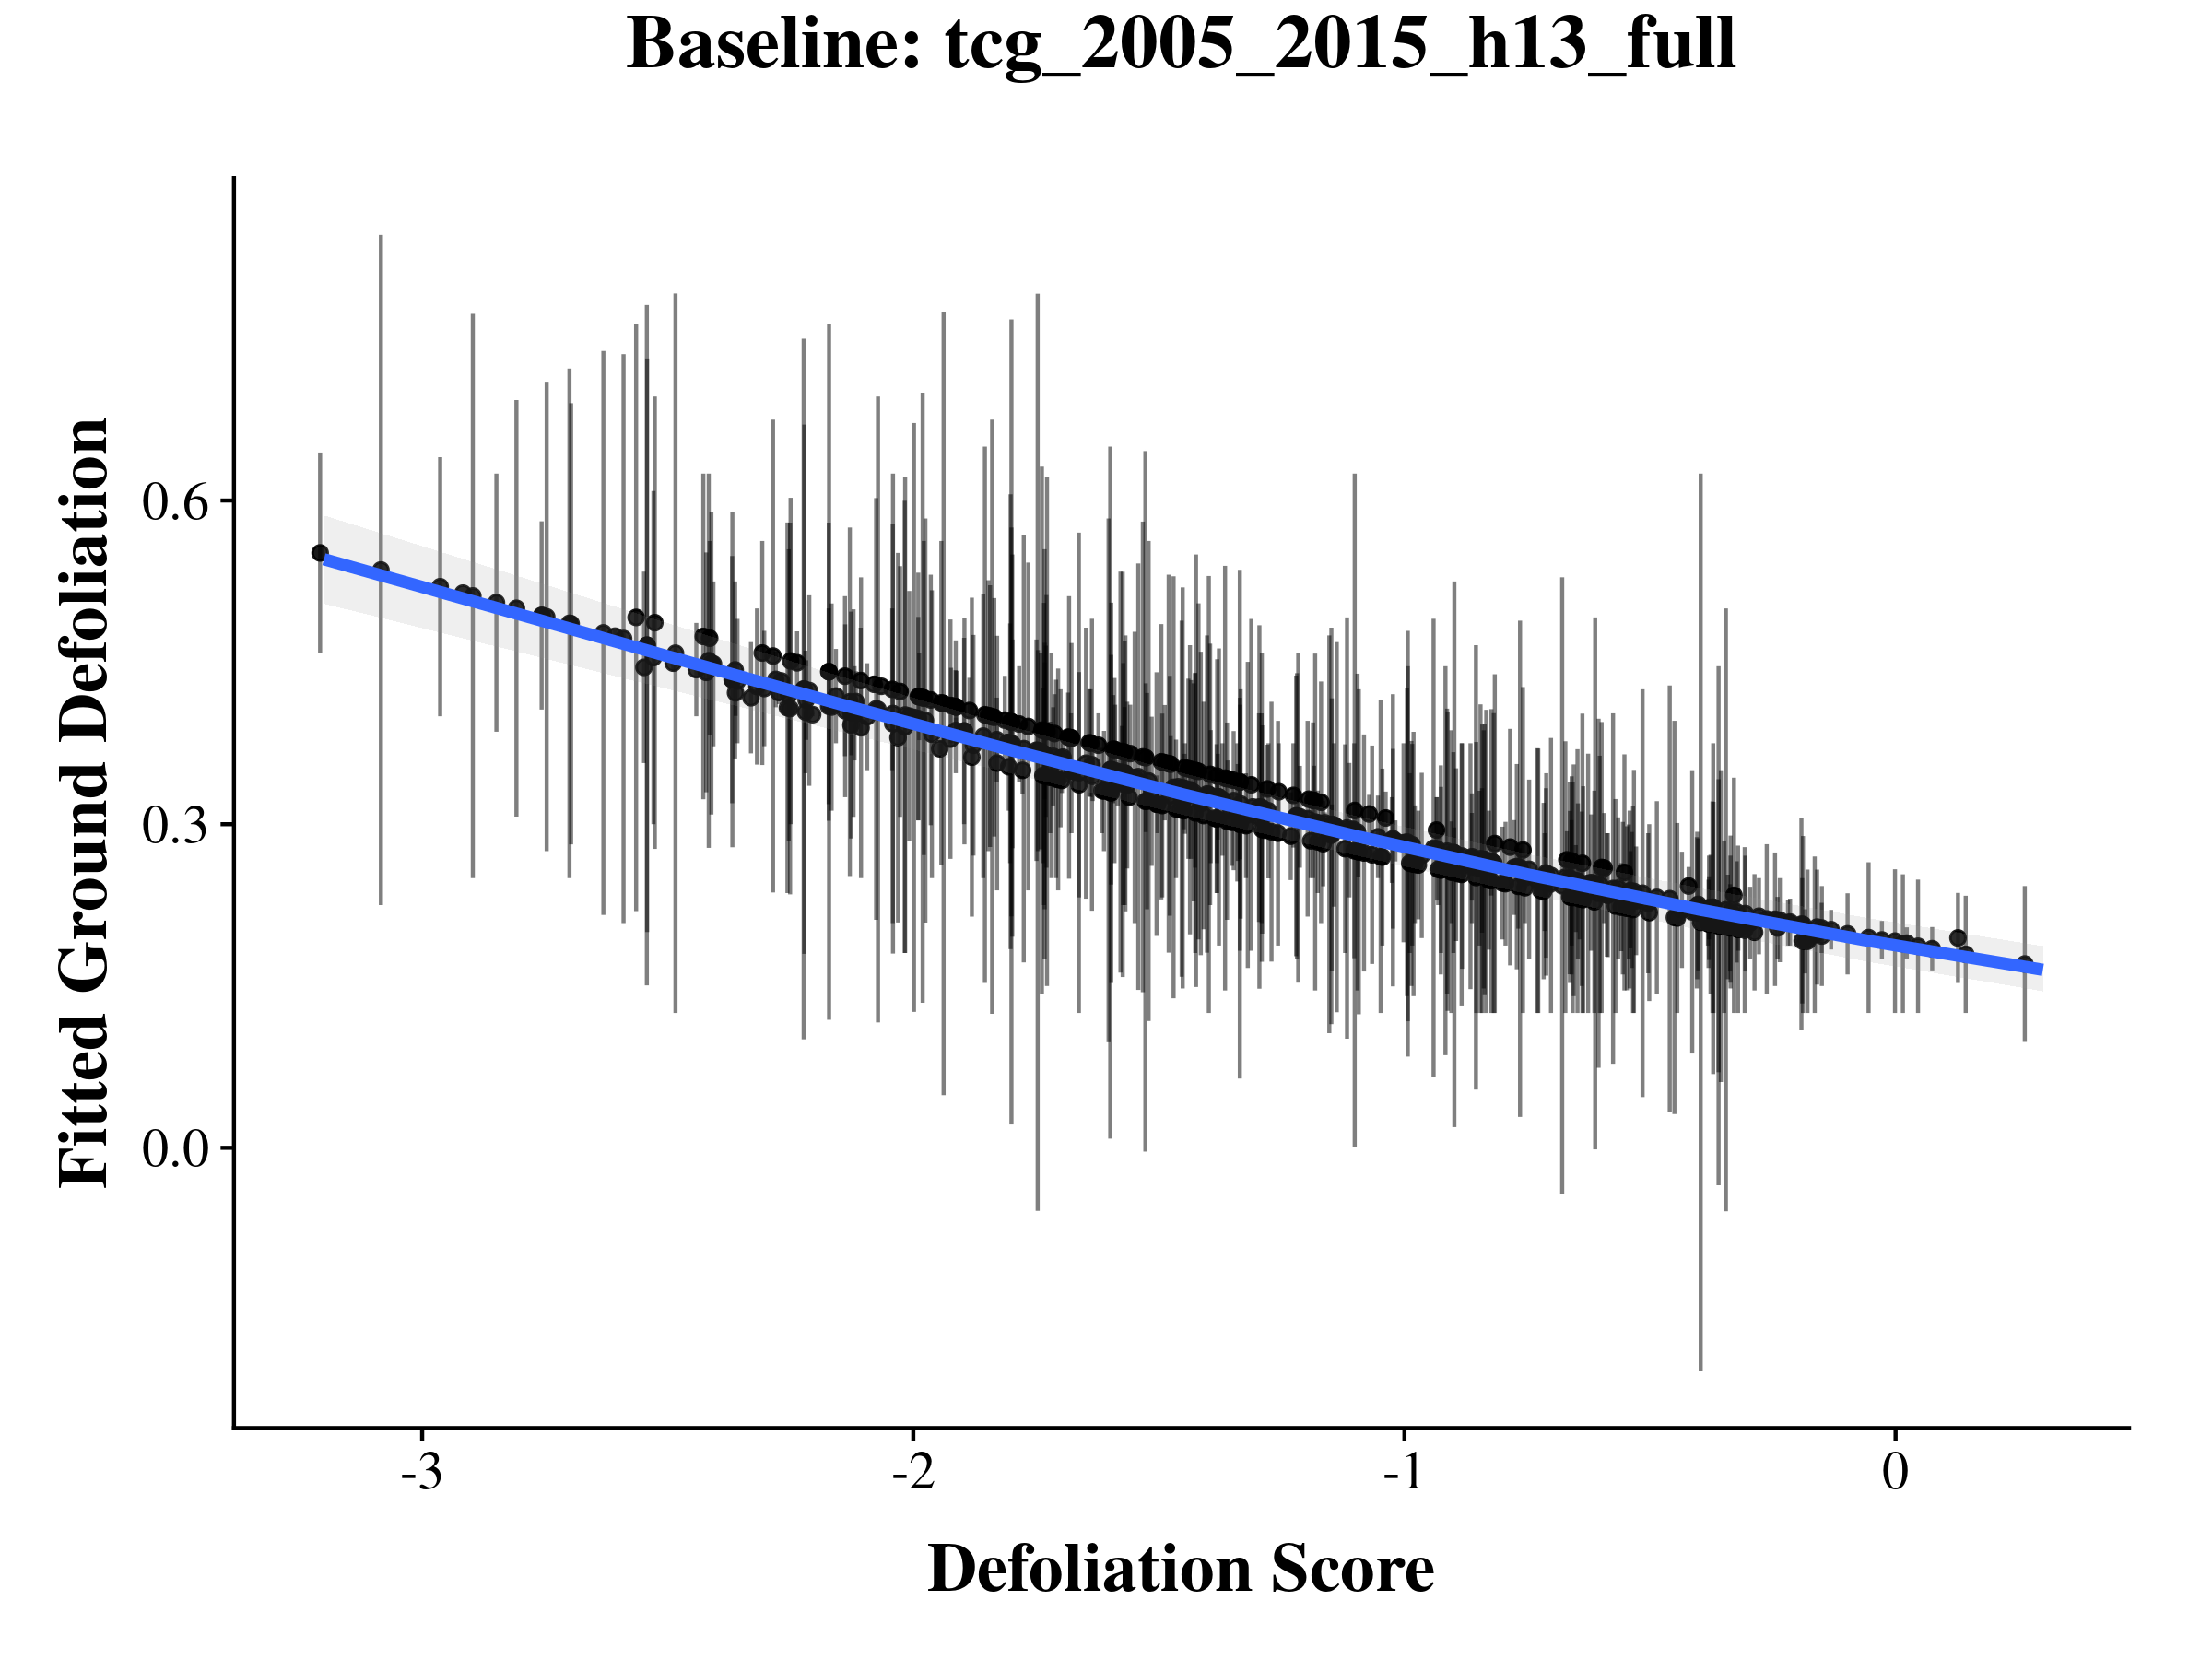 Baseline: tcg_2005_2015_h13_full
Fitted Ground Defoliation
0.6
0.3
0.0
-3 -2 -1 0
Defoliation Score